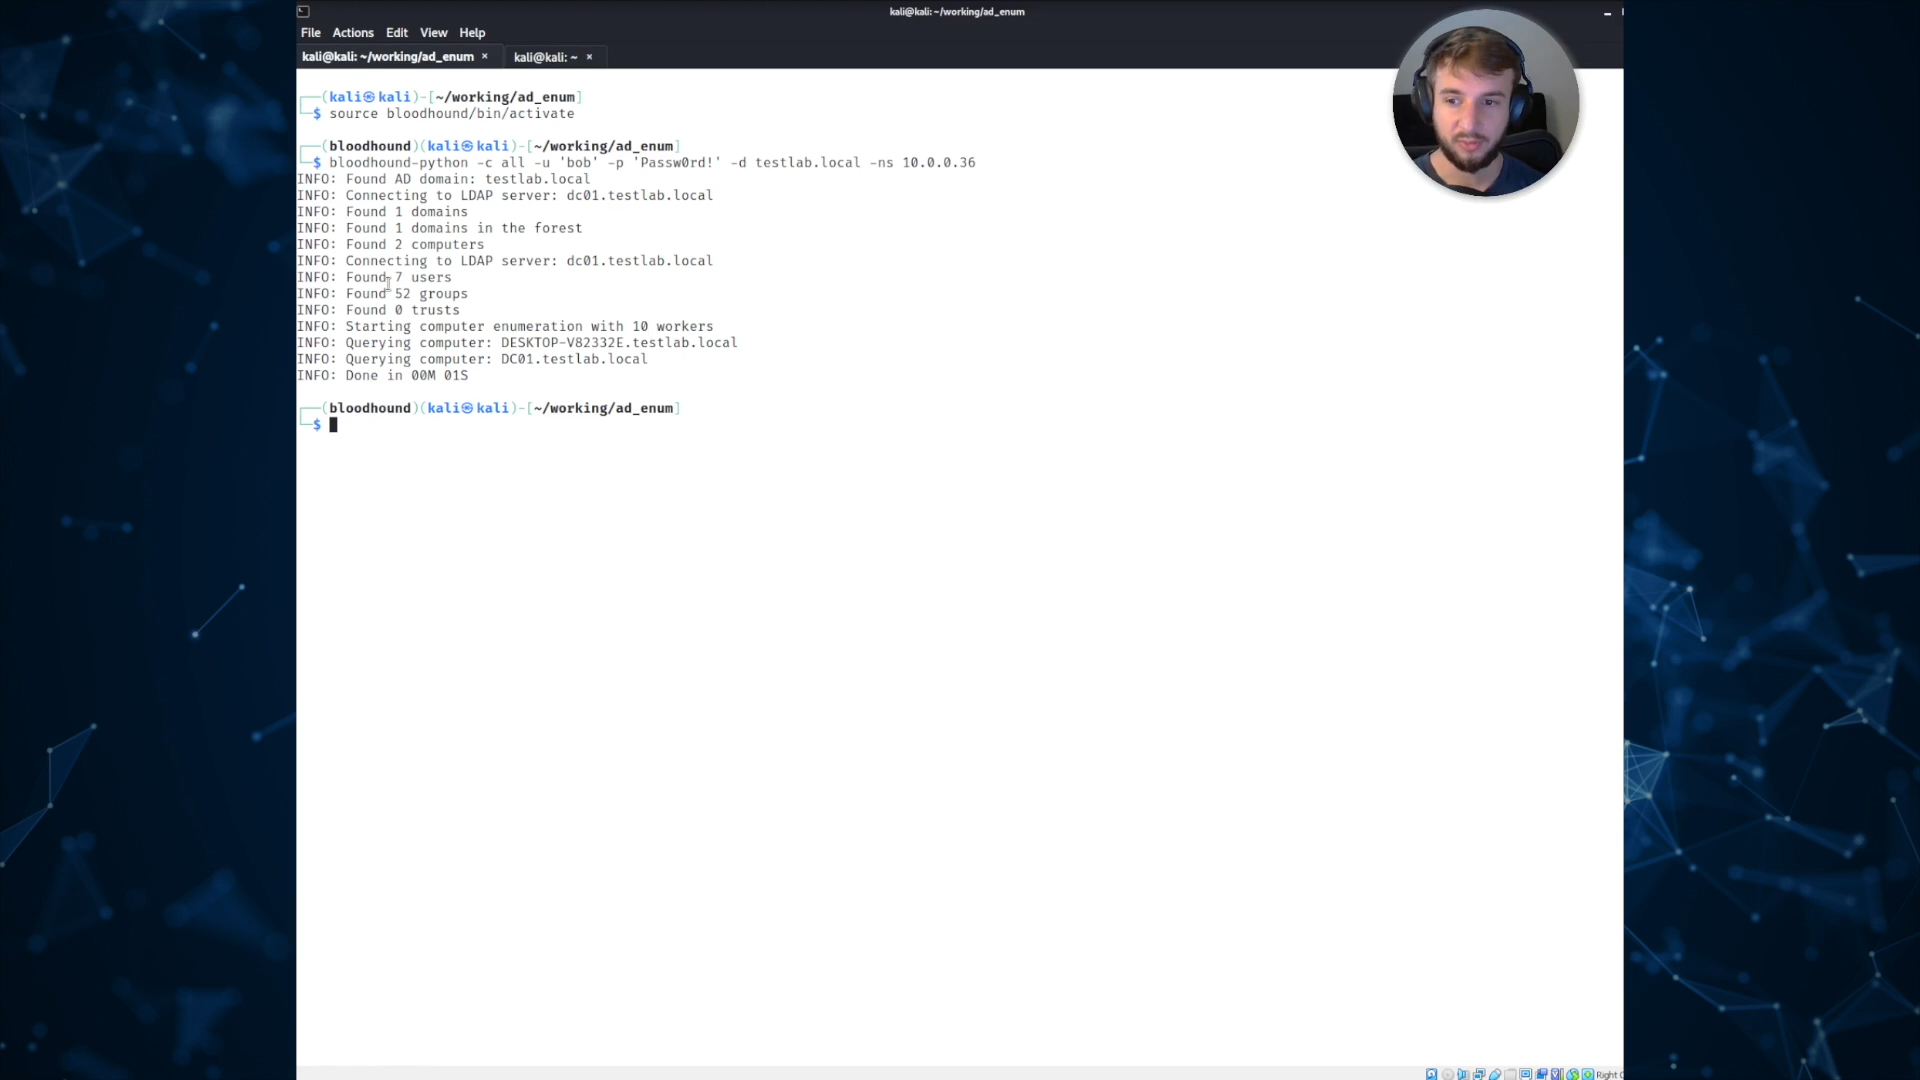 kali@kali: ~/working/ad_enum
File Actions Edit View Help
kali@kali: ~/working/ad_enum × kali@kali: ~ ×
┌──(kali㉿kali)-[~/working/ad_enum]
└─$ source bloodhound/bin/activate
┌──(bloodhound)(kali㉿kali)-[~/working/ad_enum]
└─$ bloodhound-python -c all -u 'bob' -p 'Passw0rd!' -d testlab.local -ns 10.0.0.36
INFO: Found AD domain: testlab.local
INFO: Connecting to LDAP server: dc01.testlab.local
INFO: Found 1 domains
INFO: Found 1 domains in the forest
INFO: Found 2 computers
INFO: Connecting to LDAP server: dc01.testlab.local
INFO: Found 7 users
INFO: Found 52 groups
INFO: Found 0 trusts
INFO: Starting computer enumeration with 10 workers
INFO: Querying computer: DESKTOP-V82332E.testlab.local
INFO: Querying computer: DC01.testlab.local
INFO: Done in 00M 01S
┌──(bloodhound)(kali㉿kali)-[~/working/ad_enum]
└─$
Right